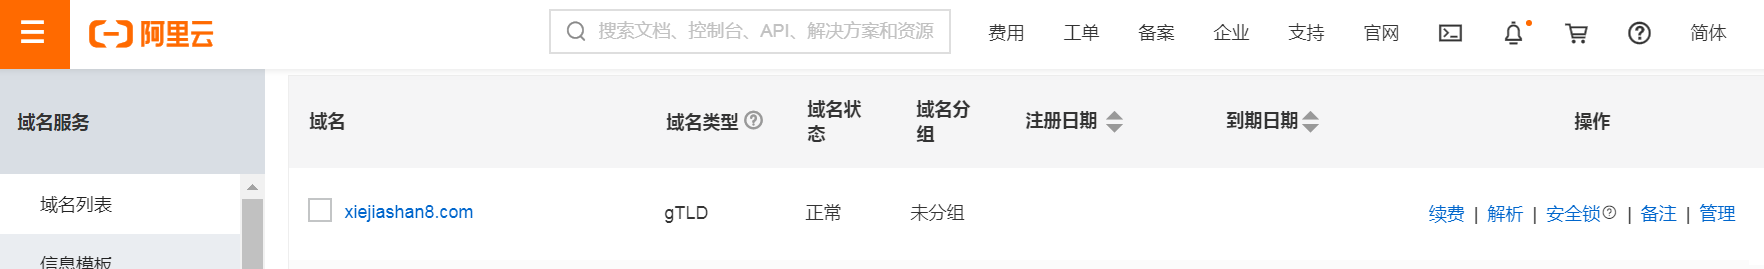 阿里云
搜索文档、控制台、API、解决方案和资源
费用 工单 备案 企业 支持 官网 简体
域名服务
域名列表
信息模板
域名 域名类型 域名状态 域名分组 注册日期 到期日期 操作
xiejiashan8.com gTLD 正常 未分组 续费 | 解析 | 安全锁 | 备注 | 管理